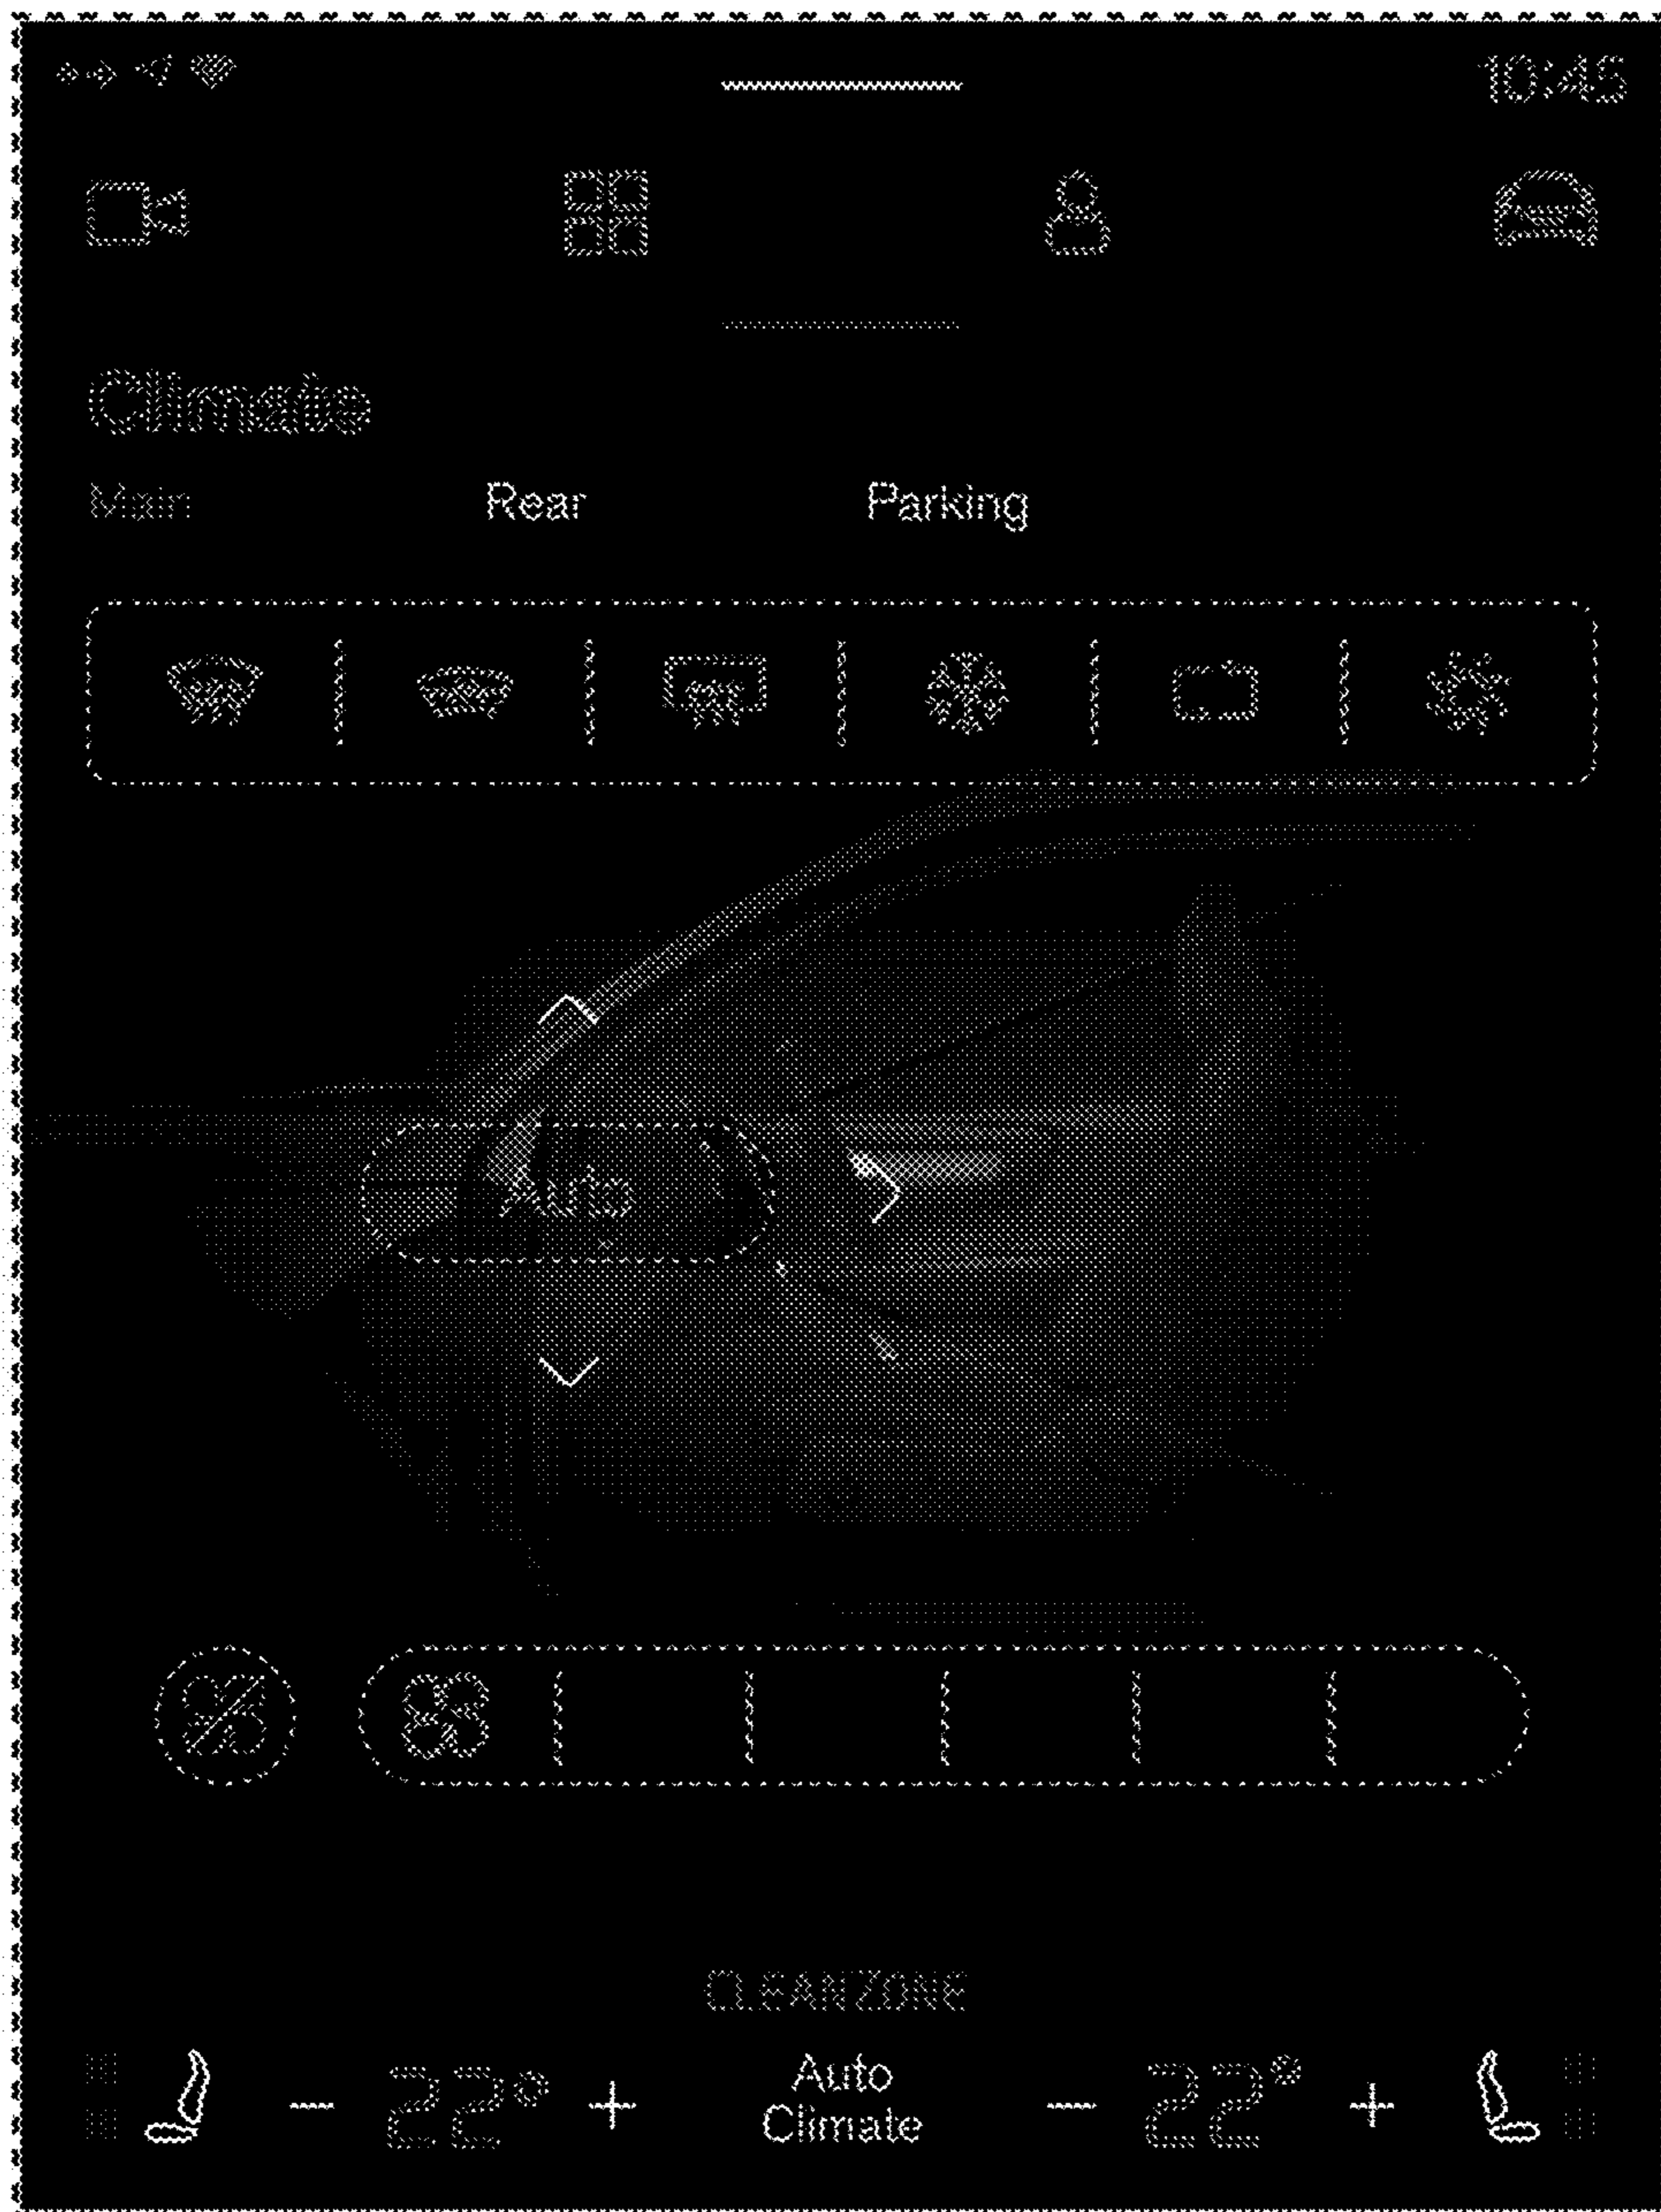 10:45
Climate
Main Rear Parking
Auto
CLEANZONE
22° Auto Climate 22°